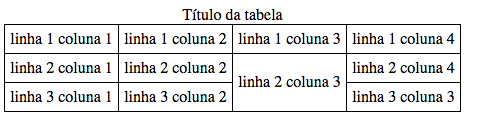 Título da tabela
linha 1 coluna 1 linha 1 coluna 2 linha 1 coluna 3 linha 1 coluna 4
linha 2 coluna 1 linha 2 coluna 2 linha 2 coluna 3 linha 2 coluna 4
linha 3 coluna 1 linha 3 coluna 2 linha 3 coluna 3